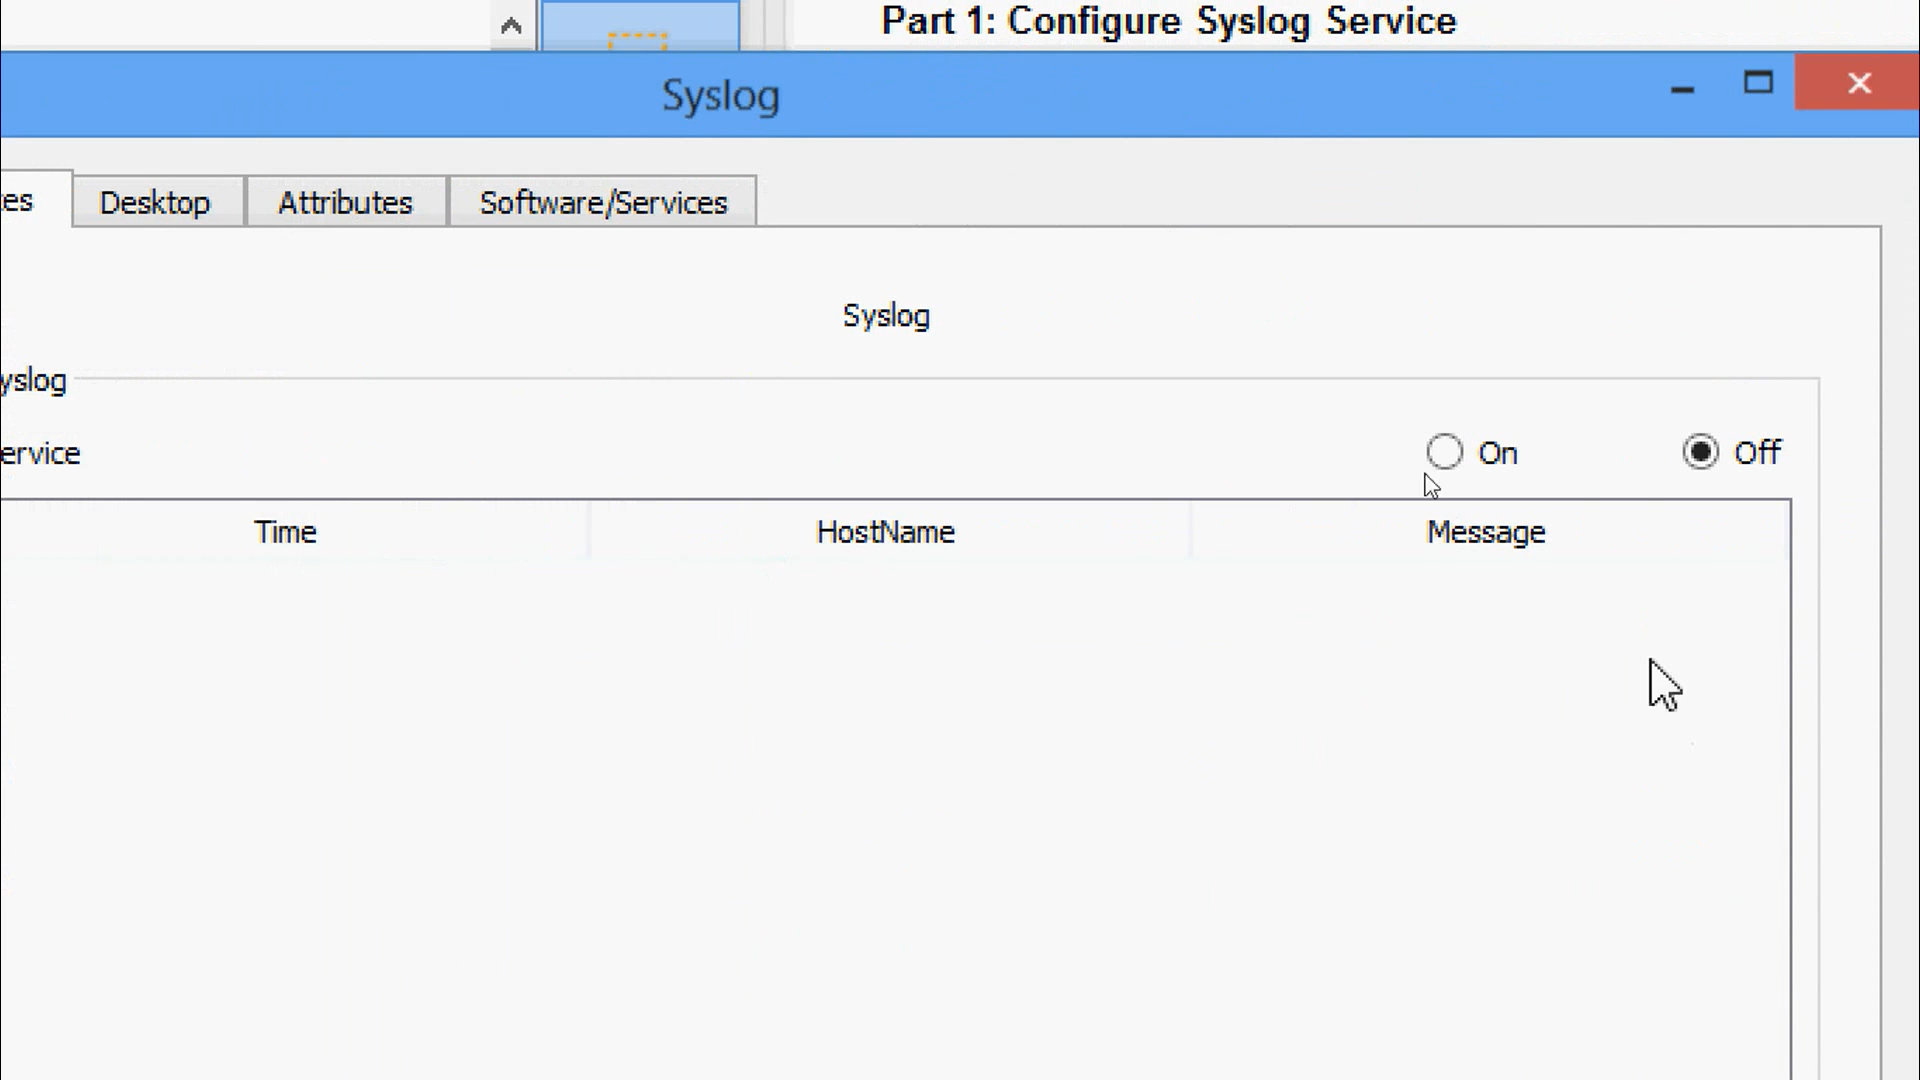 Part 1: Configure Syslog Service
Syslog
es Desktop Attributes Software/Services
Syslog
yslog
ervice On Off
Time HostName Message